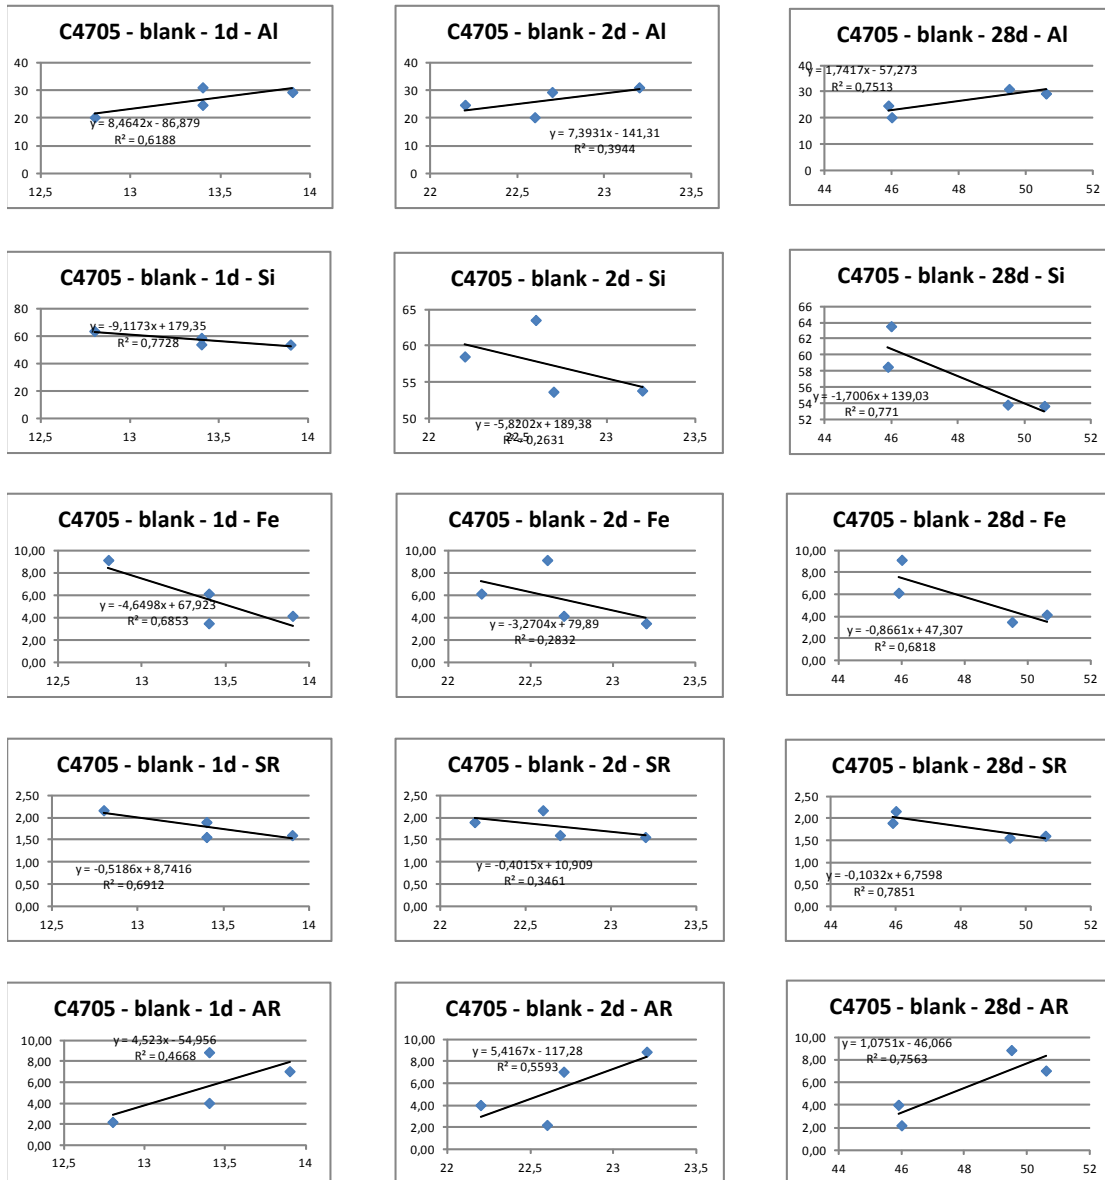 C4705 - blank - 1d - Al
40
30
20
10
0
y = 8,4642x - 86,879
R² = 0,6188
12,5 13 13,5 14
C4705 - blank - 2d - Al
40
30
20
10
0
y = 7,3931x - 141,31
R² = 0,3944
22 22,5 23 23,5
C4705 - blank - 28d - Al
40
30
20
10
0
y = 1,7417x - 57,273
R² = 0,7513
44 46 48 50 52
C4705 - blank - 1d - Si
80
60
40
20
0
y = -9,1173x + 179,35
R² = 0,7728
12,5 13 13,5 14
C4705 - blank - 2d - Si
65
60
55
50
y = -5,8202x + 189,38
R² = 0,2631
22 22,5 23 23,5
C4705 - blank - 28d - Si
66
64
62
60
58
56
54
52
y = -1,7006x + 139,03
R² = 0,771
44 46 48 50 52
C4705 - blank - 1d - Fe
10,00
8,00
6,00
4,00
2,00
0,00
y = -4,6498x + 67,923
R² = 0,6853
12,5 13 13,5 14
C4705 - blank - 2d - Fe
10,00
8,00
6,00
4,00
2,00
0,00
y = -3,2704x + 79,89
R² = 0,2832
22 22,5 23 23,5
C4705 - blank - 28d - Fe
10,00
8,00
6,00
4,00
2,00
0,00
y = -0,8661x + 47,307
R² = 0,6818
44 46 48 50 52
C4705 - blank - 1d - SR
2,50
2,00
1,50
1,00
0,50
0,00
y = -0,5186x + 8,7416
R² = 0,6912
12,5 13 13,5 14
C4705 - blank - 2d - SR
2,50
2,00
1,50
1,00
0,50
0,00
y = -0,4015x + 10,909
R² = 0,3461
22 22,5 23 23,5
C4705 - blank - 28d - SR
2,50
2,00
1,50
1,00
0,50
0,00
y = -0,1032x + 6,7598
R² = 0,7851
44 46 48 50 52
C4705 - blank - 1d - AR
10,00
8,00
6,00
4,00
2,00
0,00
y = 4,523x - 54,956
R² = 0,4668
12,5 13 13,5 14
C4705 - blank - 2d - AR
10,00
8,00
6,00
4,00
2,00
0,00
y = 5,4167x - 117,28
R² = 0,5593
22 22,5 23 23,5
C4705 - blank - 28d - AR
10,00
8,00
6,00
4,00
2,00
0,00
y = 1,0751x - 46,066
R² = 0,7563
44 46 48 50 52